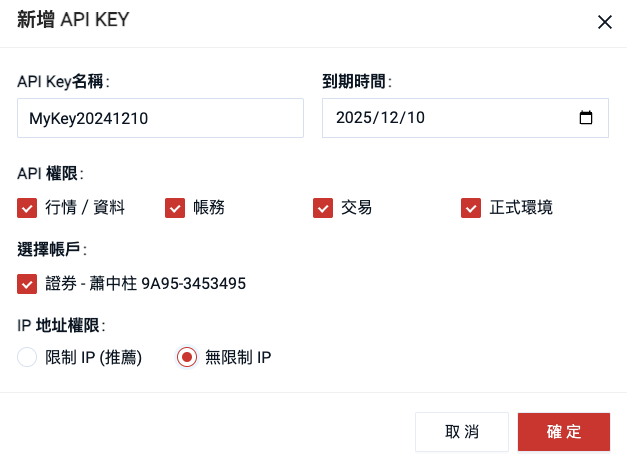 新增 API KEY
API Key名稱:
到期時間:
MyKey20241210
2025/12/10
API 權限:
行情 / 資料 帳務 交易 正式環境
選擇帳戶:
證券 - 蕭中柱 9A95-3453495
IP 地址權限:
限制 IP (推薦) 無限制 IP
取消 確定